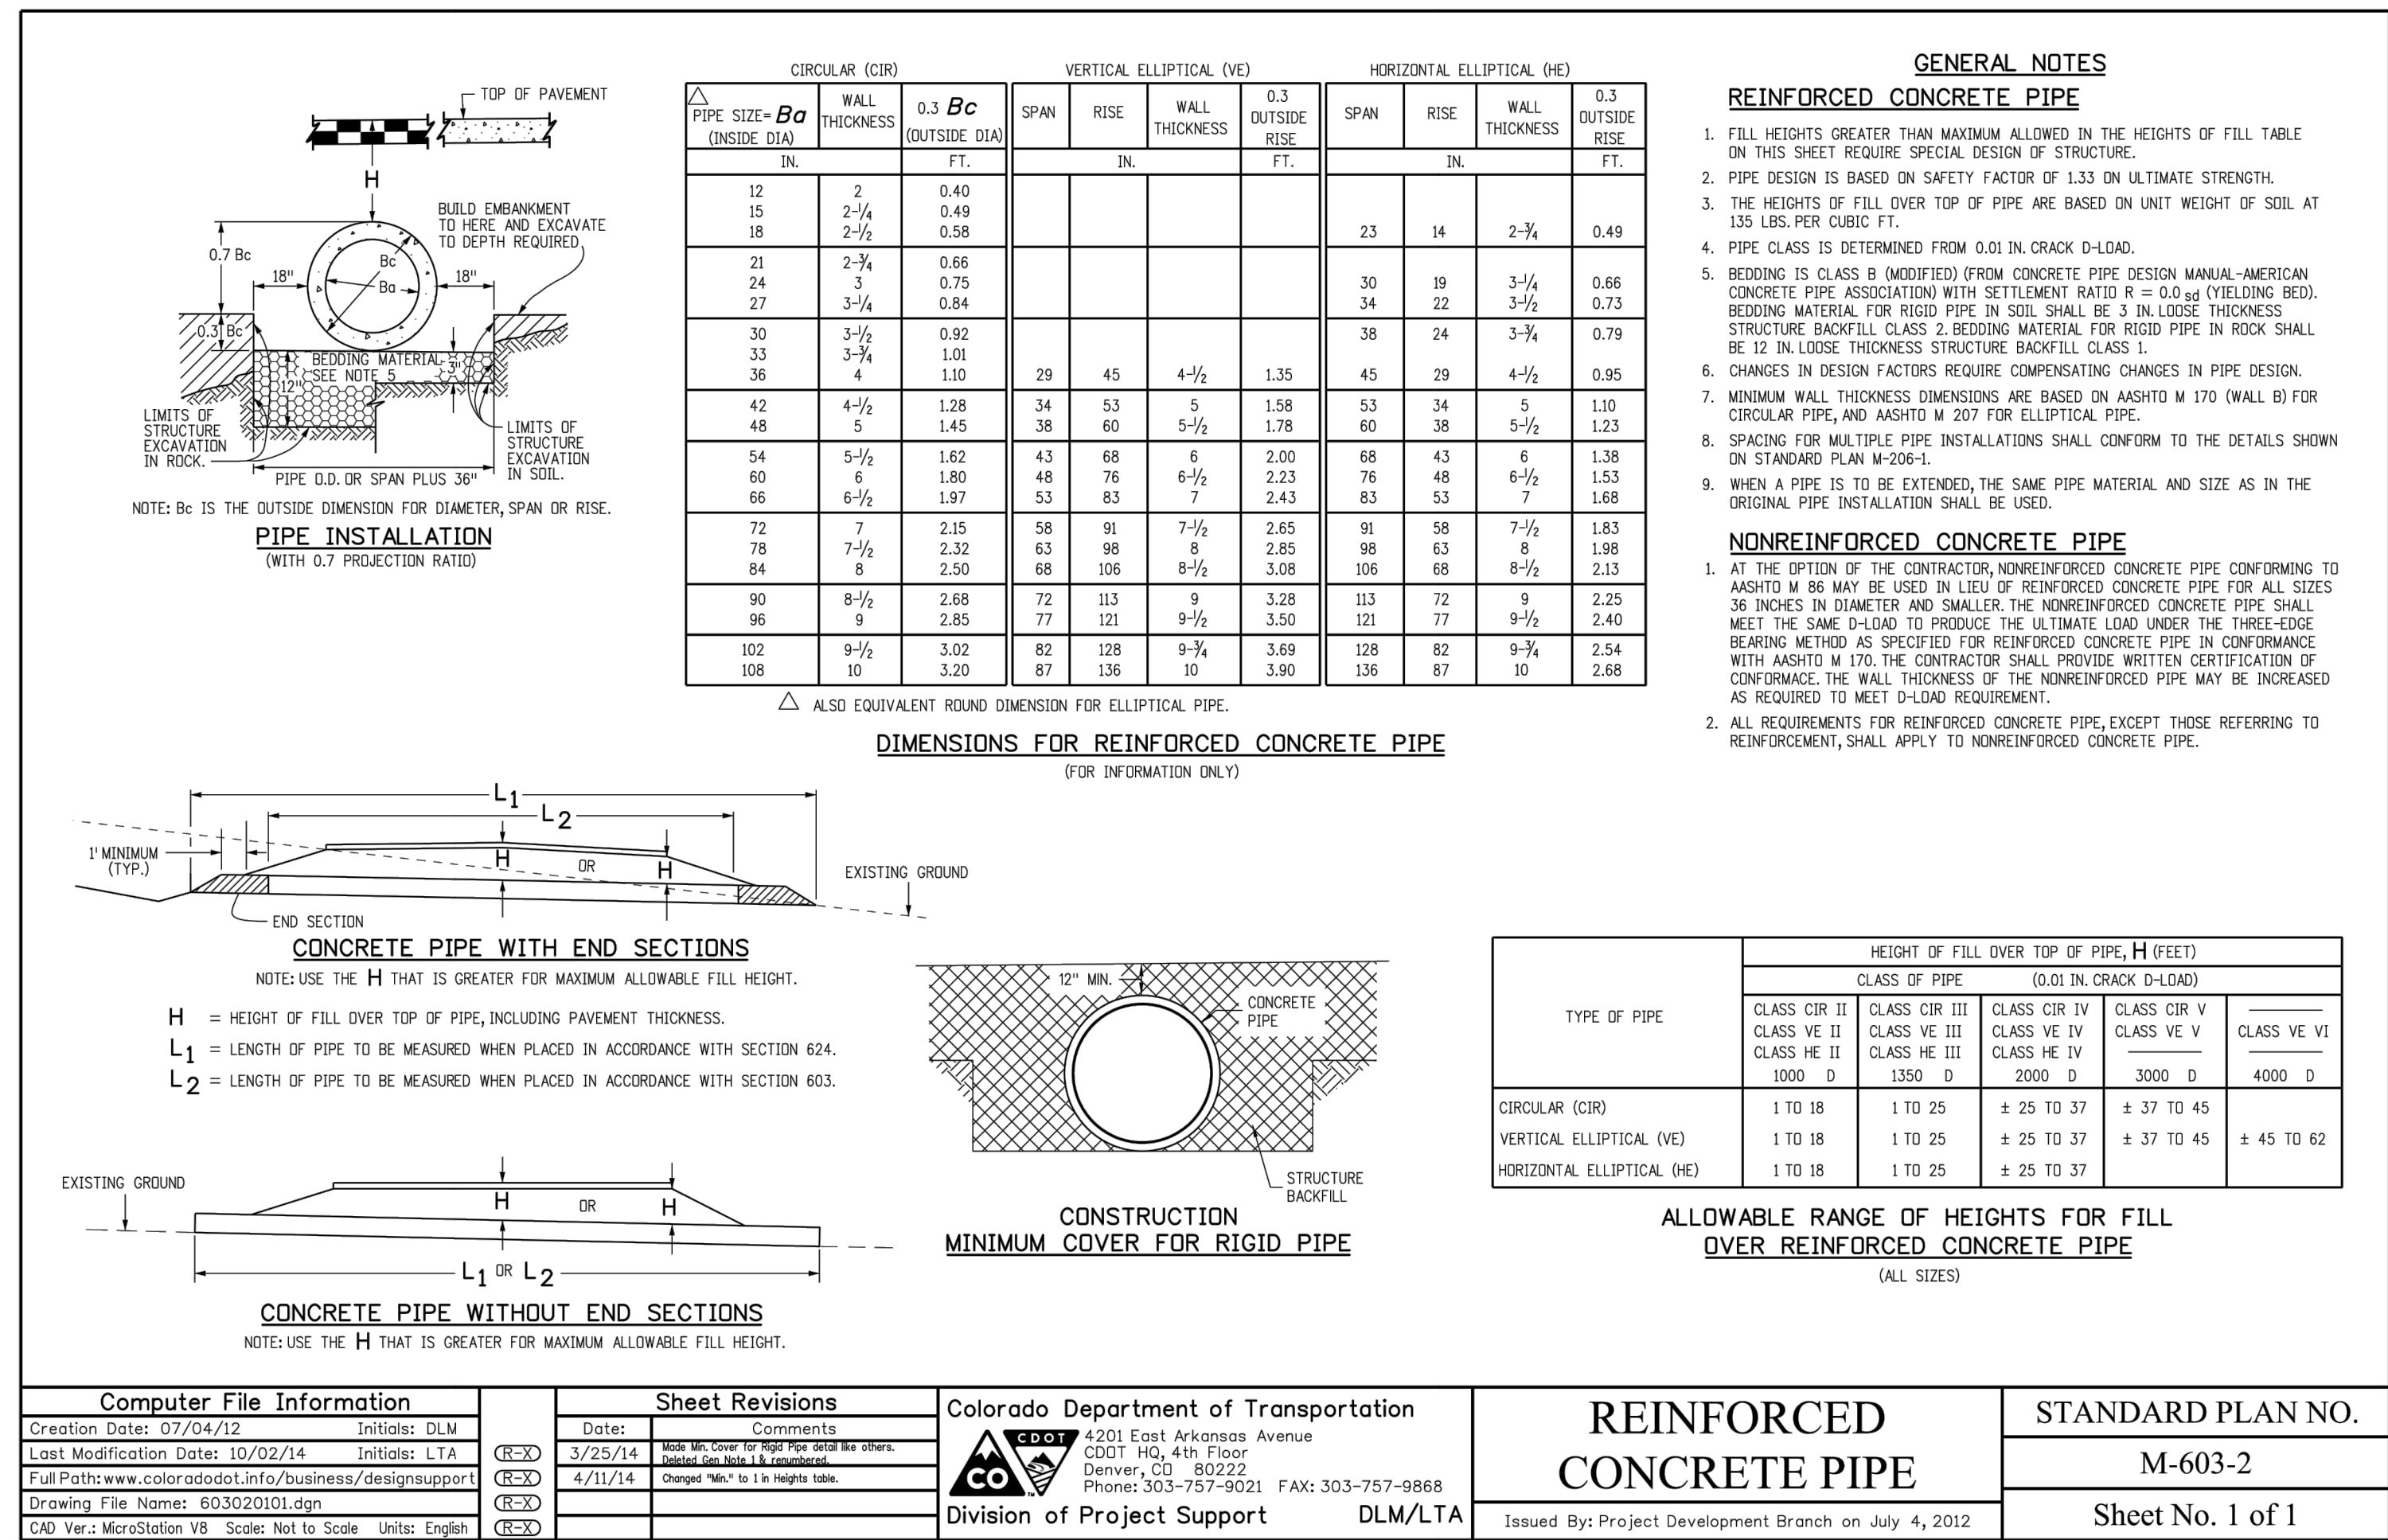 TOP OF PAVEMENT
H
BUILD EMBANKMENT
TO HERE AND EXCAVATE
TO DEPTH REQUIRED
0.7 Bc
18"
Bc
Ba
18"
0.3 Bc
BEDDING MATERIAL
SEE NOTE 5
3"
12"
LIMITS OF
STRUCTURE
EXCAVATION
IN ROCK.
LIMITS OF
STRUCTURE
EXCAVATION
IN SOIL.
PIPE O.D. OR SPAN PLUS 36"
NOTE: Bc IS THE OUTSIDE DIMENSION FOR DIAMETER, SPAN OR RISE.
PIPE INSTALLATION
(WITH 0.7 PROJECTION RATIO)
CIRCULAR (CIR) VERTICAL ELLIPTICAL (VE) HORIZONTAL ELLIPTICAL (HE)
PIPE SIZE= Ba
(INSIDE DIA)
WALL
THICKNESS
0.3 Bc
(OUTSIDE DIA)
SPAN
RISE
WALL
THICKNESS
0.3
OUTSIDE
RISE
SPAN
RISE
WALL
THICKNESS
0.3
OUTSIDE
RISE
IN. FT. IN. FT. IN. FT.
12 2 0.40
15 2-1/4 0.49
18 2-1/2 0.58 23 14 2-3/4 0.49
21 2-3/4 0.66
24 3 0.75 30 19 3-1/4 0.66
27 3-1/4 0.84 34 22 3-1/2 0.73
30 3-1/2 0.92 38 24 3-3/4 0.79
33 3-3/4 1.01
36 4 1.10 29 45 4-1/2 1.35 45 29 4-1/2 0.95
42 4-1/2 1.28 34 53 5 1.58 53 34 5 1.10
48 5 1.45 38 60 5-1/2 1.78 60 38 5-1/2 1.23
54 5-1/2 1.62 43 68 6 2.00 68 43 6 1.38
60 6 1.80 48 76 6-1/2 2.23 76 48 6-1/2 1.53
66 6-1/2 1.97 53 83 7 2.43 83 53 7 1.68
72 7 2.15 58 91 7-1/2 2.65 91 58 7-1/2 1.83
78 7-1/2 2.32 63 98 8 2.85 98 63 8 1.98
84 8 2.50 68 106 8-1/2 3.08 106 68 8-1/2 2.13
90 8-1/2 2.68 72 113 9 3.28 113 72 9 2.25
96 9 2.85 77 121 9-1/2 3.50 121 77 9-1/2 2.40
102 9-1/2 3.02 82 128 9-3/4 3.69 128 82 9-3/4 2.54
108 10 3.20 87 136 10 3.90 136 87 10 2.68
△ ALSO EQUIVALENT ROUND DIMENSION FOR ELLIPTICAL PIPE.
DIMENSIONS FOR REINFORCED CONCRETE PIPE
(FOR INFORMATION ONLY)
GENERAL NOTES
REINFORCED CONCRETE PIPE
1. FILL HEIGHTS GREATER THAN MAXIMUM ALLOWED IN THE HEIGHTS OF FILL TABLE
ON THIS SHEET REQUIRE SPECIAL DESIGN OF STRUCTURE.
2. PIPE DESIGN IS BASED ON SAFETY FACTOR OF 1.33 ON ULTIMATE STRENGTH.
3. THE HEIGHTS OF FILL OVER TOP OF PIPE ARE BASED ON UNIT WEIGHT OF SOIL AT
135 LBS. PER CUBIC FT.
4. PIPE CLASS IS DETERMINED FROM 0.01 IN. CRACK D-LOAD.
5. BEDDING IS CLASS B (MODIFIED) (FROM CONCRETE PIPE DESIGN MANUAL-AMERICAN
CONCRETE PIPE ASSOCIATION) WITH SETTLEMENT RATIO R = 0.0 sd (YIELDING BED).
BEDDING MATERIAL FOR RIGID PIPE IN SOIL SHALL BE 3 IN. LOOSE THICKNESS
STRUCTURE BACKFILL CLASS 2. BEDDING MATERIAL FOR RIGID PIPE IN ROCK SHALL
BE 12 IN. LOOSE THICKNESS STRUCTURE BACKFILL CLASS 1.
6. CHANGES IN DESIGN FACTORS REQUIRE COMPENSATING CHANGES IN PIPE DESIGN.
7. MINIMUM WALL THICKNESS DIMENSIONS ARE BASED ON AASHTO M 170 (WALL B) FOR
CIRCULAR PIPE, AND AASHTO M 207 FOR ELLIPTICAL PIPE.
8. SPACING FOR MULTIPLE PIPE INSTALLATIONS SHALL CONFORM TO THE DETAILS SHOWN
ON STANDARD PLAN M-206-1.
9. WHEN A PIPE IS TO BE EXTENDED, THE SAME PIPE MATERIAL AND SIZE AS IN THE
ORIGINAL PIPE INSTALLATION SHALL BE USED.
NONREINFORCED CONCRETE PIPE
1. AT THE OPTION OF THE CONTRACTOR, NONREINFORCED CONCRETE PIPE CONFORMING TO
AASHTO M 86 MAY BE USED IN LIEU OF REINFORCED CONCRETE PIPE FOR ALL SIZES
36 INCHES IN DIAMETER AND SMALLER. THE NONREINFORCED CONCRETE PIPE SHALL
MEET THE SAME D-LOAD TO PRODUCE THE ULTIMATE LOAD UNDER THE THREE-EDGE
BEARING METHOD AS SPECIFIED FOR REINFORCED CONCRETE PIPE IN CONFORMANCE
WITH AASHTO M 170. THE CONTRACTOR SHALL PROVIDE WRITTEN CERTIFICATION OF
CONFORMACE. THE WALL THICKNESS OF THE NONREINFORCED PIPE MAY BE INCREASED
AS REQUIRED TO MEET D-LOAD REQUIREMENT.
2. ALL REQUIREMENTS FOR REINFORCED CONCRETE PIPE, EXCEPT THOSE REFERRING TO
REINFORCEMENT, SHALL APPLY TO NONREINFORCED CONCRETE PIPE.
L1
L2
1' MINIMUM
(TYP.)
H OR H
EXISTING GROUND
END SECTION
CONCRETE PIPE WITH END SECTIONS
NOTE: USE THE H THAT IS GREATER FOR MAXIMUM ALLOWABLE FILL HEIGHT.
H = HEIGHT OF FILL OVER TOP OF PIPE, INCLUDING PAVEMENT THICKNESS.
L1 = LENGTH OF PIPE TO BE MEASURED WHEN PLACED IN ACCORDANCE WITH SECTION 624.
L2 = LENGTH OF PIPE TO BE MEASURED WHEN PLACED IN ACCORDANCE WITH SECTION 603.
EXISTING GROUND
H OR H
L1 OR L2
CONCRETE PIPE WITHOUT END SECTIONS
NOTE: USE THE H THAT IS GREATER FOR MAXIMUM ALLOWABLE FILL HEIGHT.
12" MIN.
CONCRETE
PIPE
STRUCTURE
BACKFILL
CONSTRUCTION
MINIMUM COVER FOR RIGID PIPE
TYPE OF PIPE
HEIGHT OF FILL OVER TOP OF PIPE, H (FEET)
CLASS OF PIPE (0.01 IN. CRACK D-LOAD)
CLASS CIR II CLASS CIR III CLASS CIR IV CLASS CIR V
CLASS VE II CLASS VE III CLASS VE IV CLASS VE V CLASS VE VI
CLASS HE II CLASS HE III CLASS HE IV
1000 D 1350 D 2000 D 3000 D 4000 D
CIRCULAR (CIR) 1 TO 18 1 TO 25 ± 25 TO 37 ± 37 TO 45
VERTICAL ELLIPTICAL (VE) 1 TO 18 1 TO 25 ± 25 TO 37 ± 37 TO 45 ± 45 TO 62
HORIZONTAL ELLIPTICAL (HE) 1 TO 18 1 TO 25 ± 25 TO 37
ALLOWABLE RANGE OF HEIGHTS FOR FILL
OVER REINFORCED CONCRETE PIPE
(ALL SIZES)
Computer File Information
Creation Date: 07/04/12 Initials: DLM
Last Modification Date: 10/02/14 Initials: LTA
Full Path: www.coloradodot.info/business/designsupport
Drawing File Name: 603020101.dgn
CAD Ver.: MicroStation V8 Scale: Not to Scale Units: English
R-X
R-X
R-X
R-X
Sheet Revisions
Date: Comments
3/25/14 Made Min. Cover for Rigid Pipe detail like others.
Deleted Gen Note 1 & renumbered.
4/11/14 Changed "Min." to 1 in Heights table.
Colorado Department of Transportation
CDOT
CO
TM
4201 East Arkansas Avenue
CDOT HQ, 4th Floor
Denver, CO 80222
Phone: 303-757-9021 FAX: 303-757-9868
Division of Project Support DLM/LTA
REINFORCED
CONCRETE PIPE
Issued By: Project Development Branch on July 4, 2012
STANDARD PLAN NO.
M-603-2
Sheet No. 1 of 1